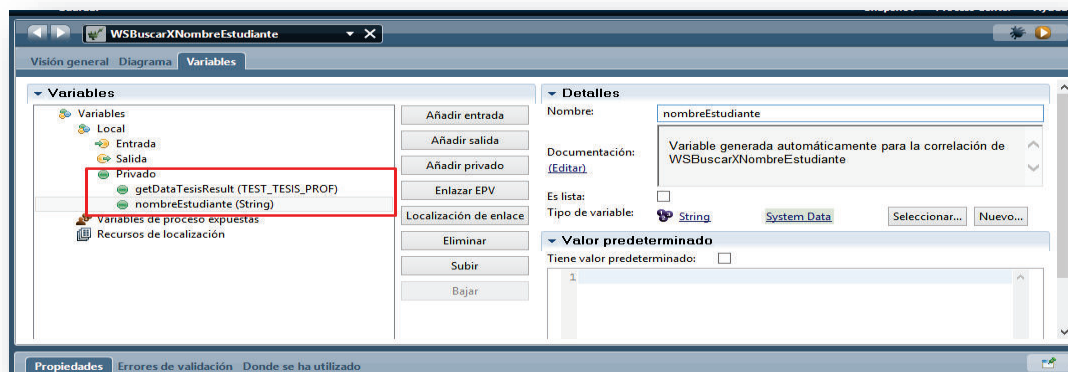 WSBuscarXNombreEstudiante
Visión general Diagrama Variables
Variables
Variables
Local
Entrada
Salida
Privado
getDataTesisResult (TEST_TESIS_PROF)
nombreEstudiante (String)
Variables de proceso expuestas
Recursos de localización
Añadir entrada
Añadir salida
Añadir privado
Enlazar EPV
Localización de enlace
Eliminar
Subir
Bajar
Detalles
Nombre: nombreEstudiante
Documentación:
(Editar)
Variable generada automáticamente para la correlación de
WSBuscarXNombreEstudiante
Es lista:
Tipo de variable: String System Data Seleccionar... Nuevo...
Valor predeterminado
Tiene valor predeterminado:
1
Propiedades Errores de validación Donde se ha utilizado